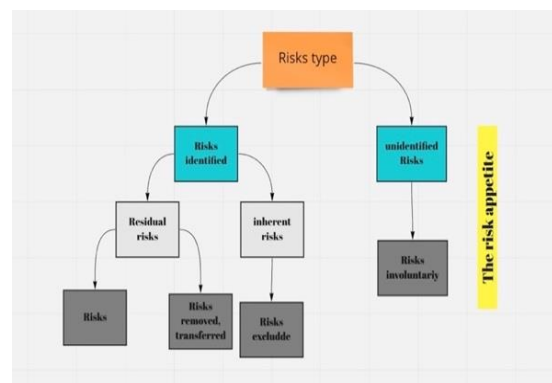 Risks type
Risks
identified
unidentified
Risks
The risk appetite
Residual
risks
inherent
risks
Risks
involuntariy
Risks
Risks
removed,
transferred
Risks
excludde